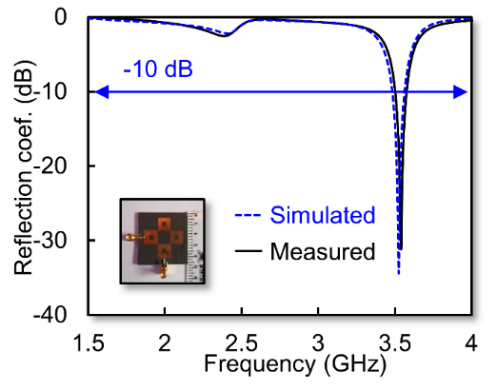 0
-10 dB
-10
-20
-30
-40
Reflection coef. (dB)
Simulated
Measured
1.5 2 2.5 3 3.5 4
Frequency (GHz)